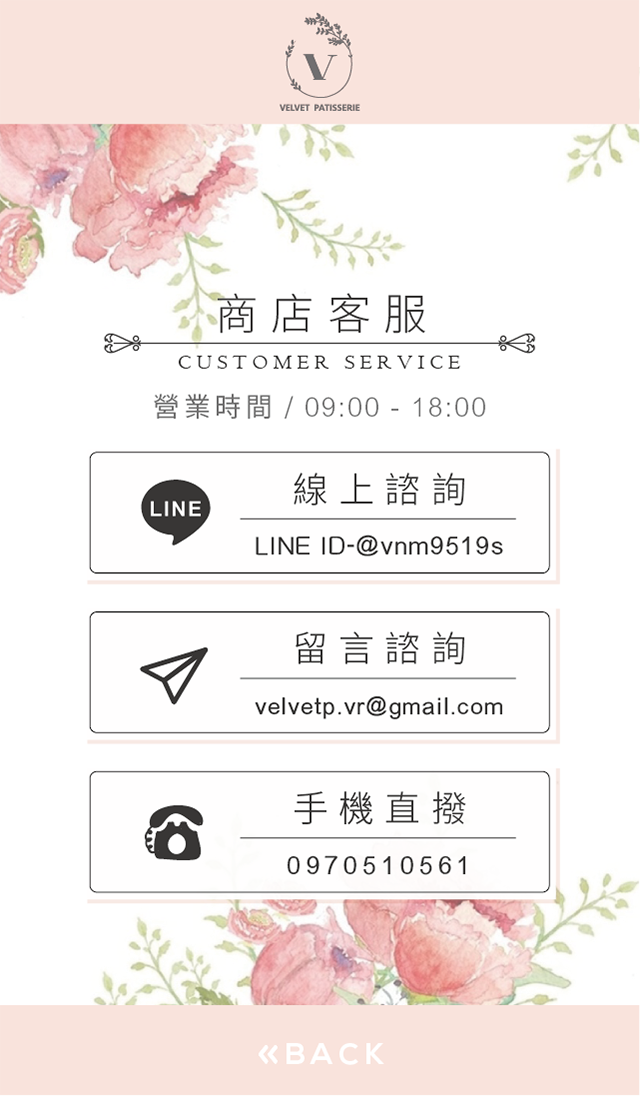 V
VELVET PATISSERIE
商店客服
CUSTOMER SERVICE
營業時間 / 09:00 - 18:00
LINE
線上諮詢
LINE ID-@vnm9519s
留言諮詢
velvetp.vr@gmail.com
手機直撥
0970510561
«BACK